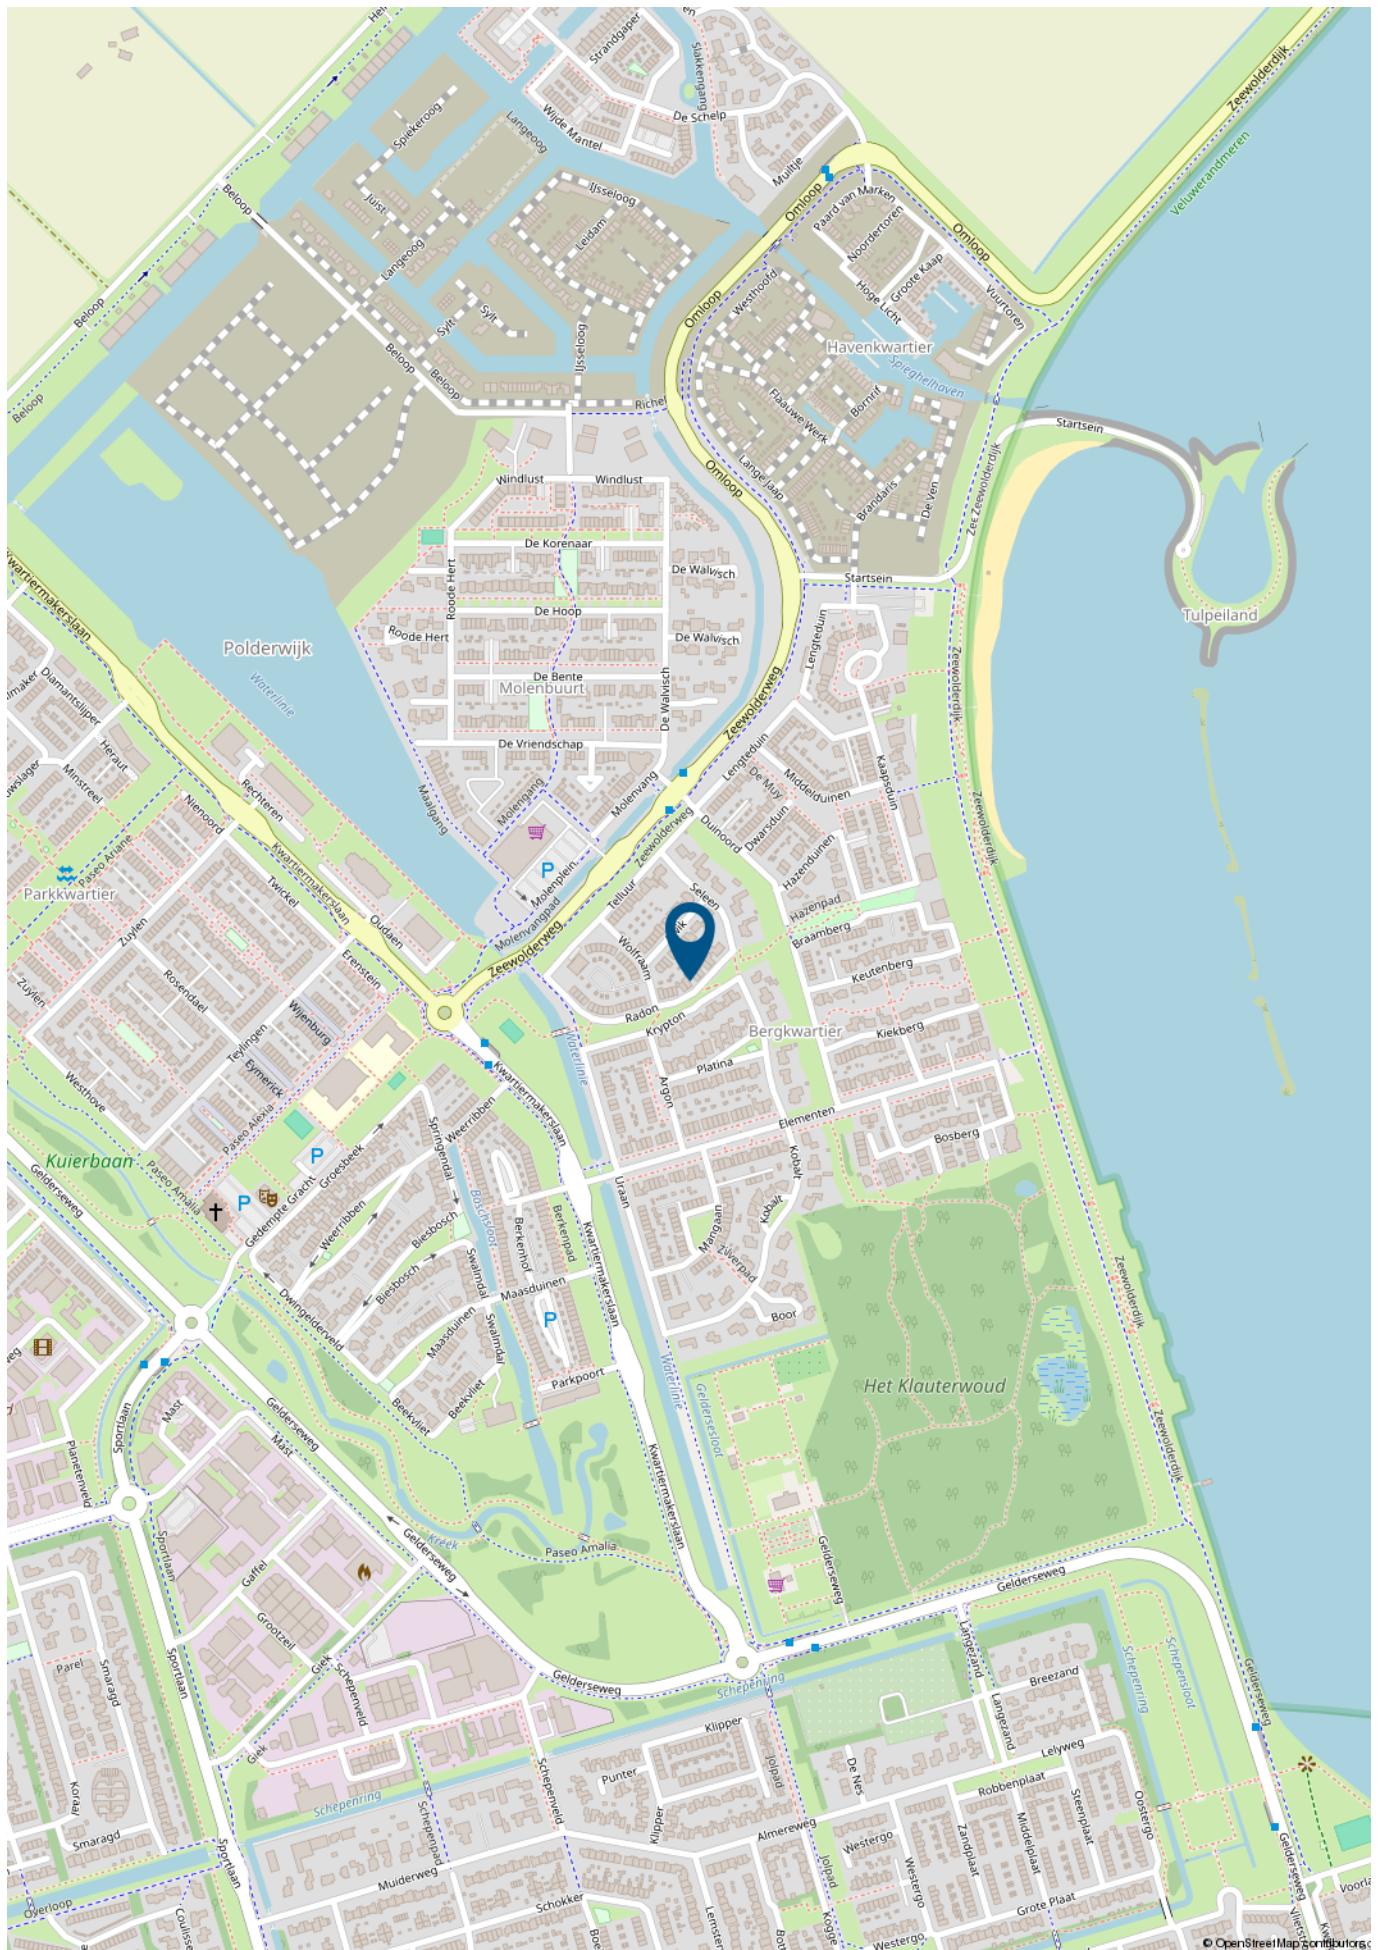 Strandgaper
Slakkengang
Spiekeroog
Langeoog
Wijde Mantel
De Schelp
Muiltje
Zeewolderdijk
Veluwerandmeren
Beloop
Juist
Langeoog
IJsseloog
Leidam
Omloop
Paard van Marken
Noordertoren
Groote Kaap
Hoge Licht
Vuurtoren
Omloop
Sylt
Sylt
IJsseloog
Omloop
Westhoofd
Havenkwartier
Spieghelhaven
Beloop
Beloop
Beloop
Beloop
Flaauwe Werk
Bornrif
Startsein
Omloop
Lange Jaap
Brandaris
De Ven
Zeewolderdijk
Windlust
Windlust
De Korenaar
De Walvisch
Startsein
Kwartiermakerslaan
Roode Hert
De Hoop
Roode Hert
De Walvisch
Tulpeiland
Polderwijk
Waterlinie
De Bente
Molenbuurt
De Walvisch
Lengteduin
Zeewolderdijk
Zeewolderweg
Diamantslijper
Heraut
Minstreel
De Vriendschap
Lengteduin
De Muy
Middelduinen
Kaapsduin
Rechteren
Nienoord
Maalgang
Molengang
Molenvang
Duinoord
Dwarsduin
Zeewolderdijk
Paseo Ariane
Kwartiermakerslaan
P
Zeewolderweg
Hazenduinen
Parkkwartier
Twickel
Molenplein
Telluur
Seleen
Hazenpad
Zuylen
Oudaen
Molenvangpad
Zeewolderweg
Wolfraam
Braamberg
Erenstein
Keutenberg
Zuylen
Rosendael
Wijenburg
Radon
Krypton
Bergkwartier
Kiekberg
Teylingen
Eymerick
Waterlinie
Platina
Westhove
Paseo Alexia
Kwartiermakerslaan
Argon
Weerribben
Elementen
Bosberg
Kuierbaan
Paseo Amalia
P
Groesbeek
Springendal
Kobalt
Gelderseweg
P
Gedempte Gracht
Weerribben
Biesbosch
Boschsloot
Berkenhof
Berkenpad
Uraan
Kobalt
Mangaan
Zilverpad
Biesbosch
Swalmdal
Maasduinen
Kwartiermakerslaan
Zeewolderdijk
Dwingelderveld
Maasduinen
P
Swalmdal
Boor
Waterlinie
Parkpoort
Geldersesloot
Het Klauterwoud
Mast
Gelderseweg
Beekvliet
Beekvliet
Sportlaan
Mast
Planetenveld
Kwartiermakerslaan
Zeewolderdijk
Sportlaan
Kreek
Gelderseweg
Paseo Amalia
Gaffel
Grootzeil
Gelderseweg
Gelderseweg
Giek
Schepenveld
Gelderseweg
Schepenring
Langezand
Breezand
Schepenring
Schepensloot
Gelderseweg
Parel
Smaragd
Sportlaan
Giek
Klipper
Langezand
Lelyweg
Punter
Jolpad
De Nes
Robbenplaat
Koraal
Schepenring
Schepenpad
Schepenveld
Klipper
Almereweg
Westergo
Zandplaat
Middelplaat
Steenplaat
Oostergo
Smaragd
Sportlaan
Muiderweg
Jolpad
Westergo
Gelderseweg
Overloop
Schokker
Grote Plaat
Kogge
Westergo
© OpenStreetMap contributors